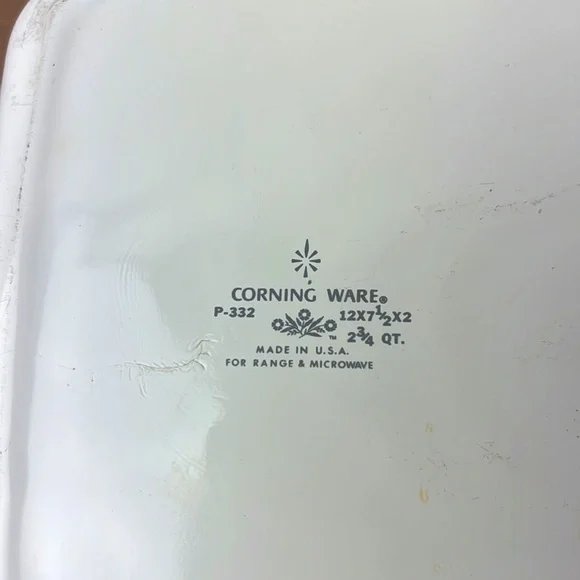 CORNING WARE®
P-332 12X7½X2
™ 2¾ QT.
MADE IN U.S.A.
FOR RANGE & MICROWAVE